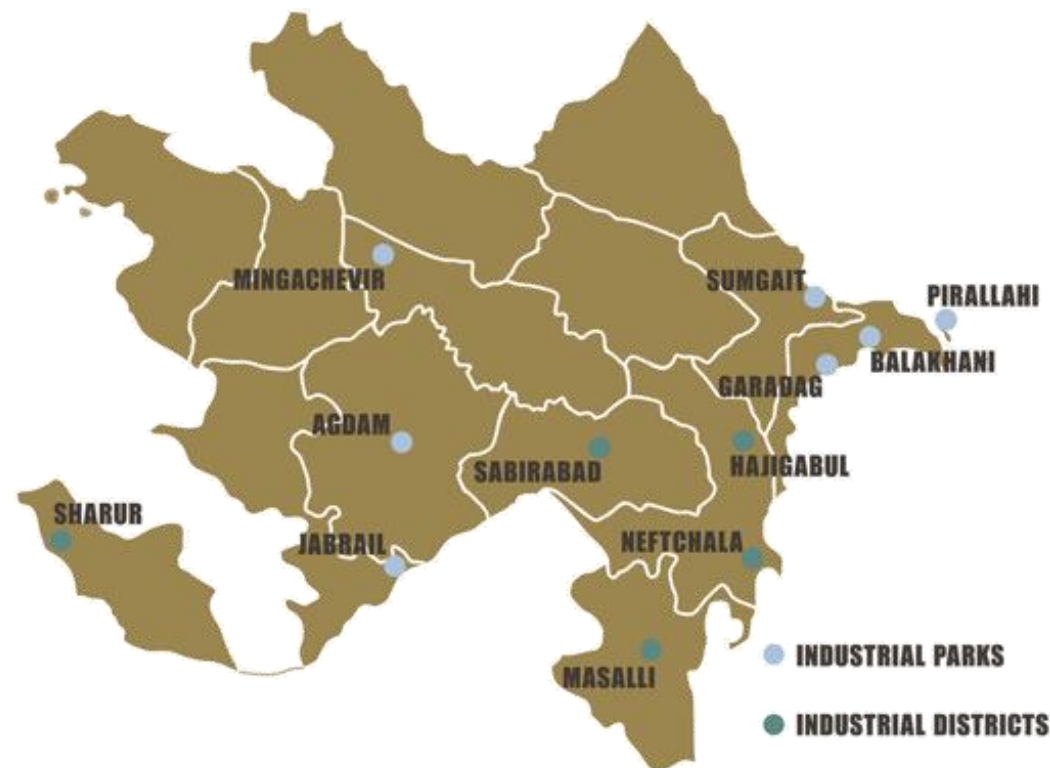 MINGACHEVIR
SUMGAIT
PIRALLAHI
BALAKHANI
GARADAG
AGDAM
SABIRABAD
HAJIGABUL
SHARUR
JABRAIL
NEFTCHALA
MASALLI
INDUSTRIAL PARKS
INDUSTRIAL DISTRICTS